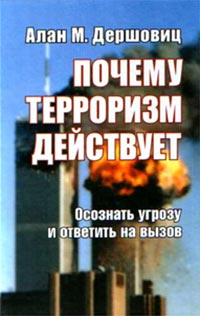 Алан М. Дершовиц
ПОЧЕМУ
ТЕРРОРИЗМ
ДЕЙСТВУЕТ
Осознать угрозу
и ответить на вызов